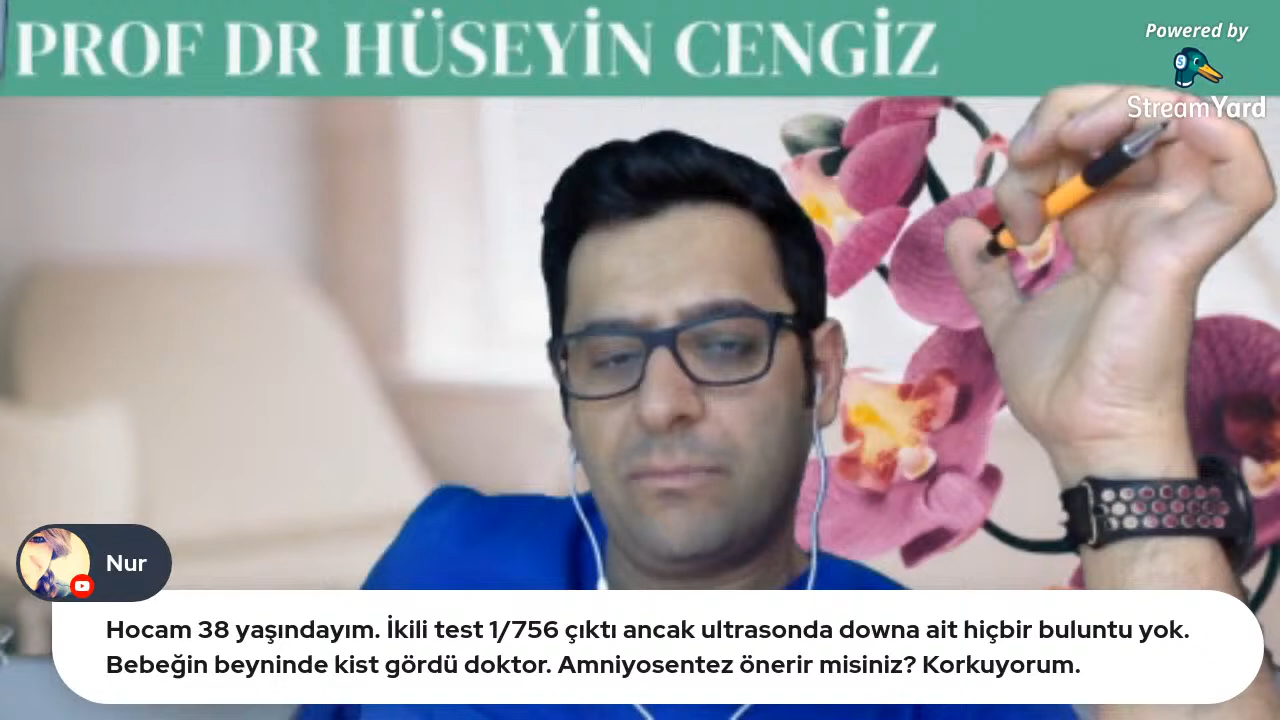 PROF DR HÜSEYİN CENGİZ
Powered by
StreamYard
Nur
Hocam 38 yaşındayım. İkili test 1/756 çıktı ancak ultrasonda downa ait hiçbir buluntu yok.
Bebeğin beyninde kist gördü doktor. Amniyosentez önerir misiniz? Korkuyorum.